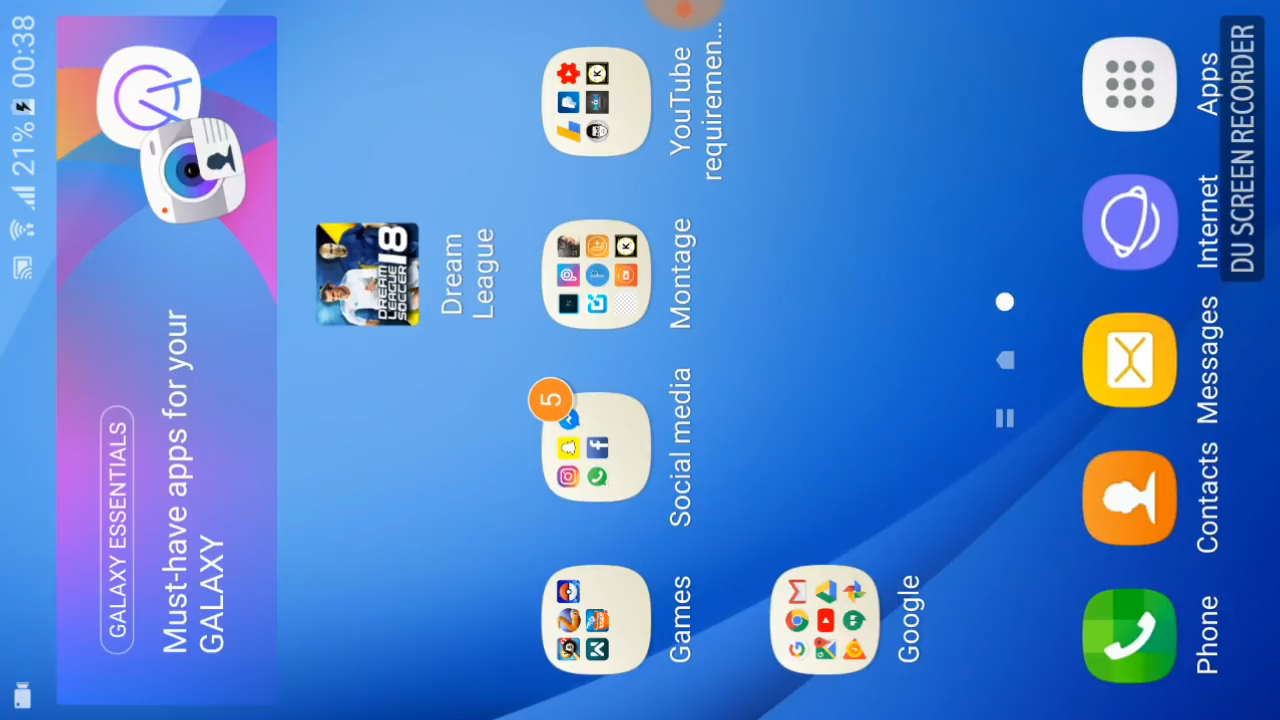 21% 00:38
GALAXY ESSENTIALS
Must-have apps for your
GALAXY
DREAM
LEAGUE
SOCCER 18
Dream
League
5
Games
Social media
Montage
YouTube
requiremen...
Google
Phone
Contacts
Messages
Internet
Apps
DU SCREEN RECORDER